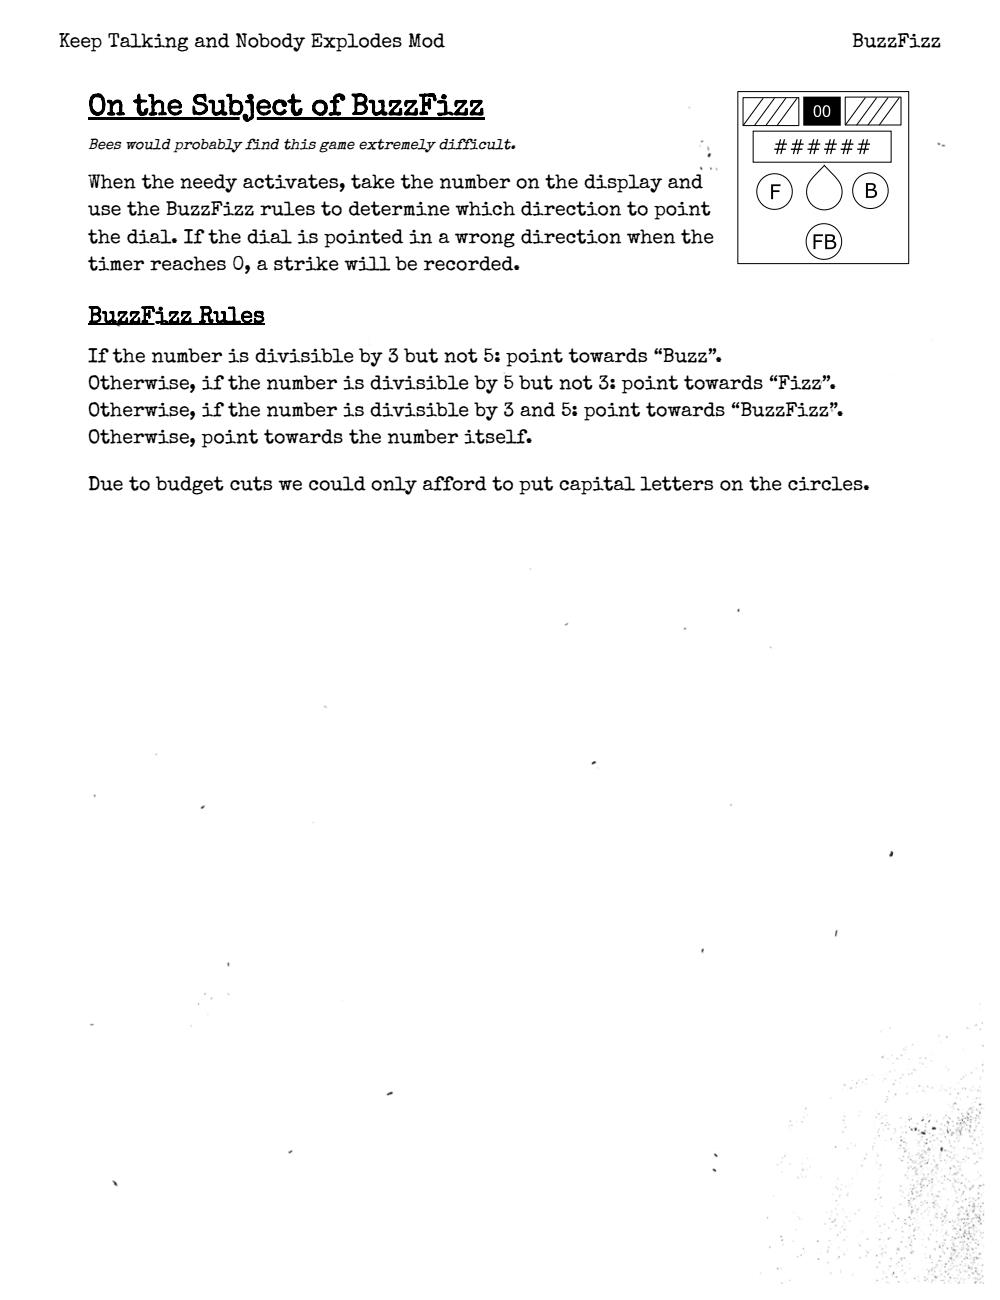 Keep Talking and Nobody Explodes Mod
BuzzFizz
On the Subject of BuzzFizz
Bees would probably find this game extremely difficult.
When the needy activates, take the number on the display and
use the BuzzFizz rules to determine which direction to point
the dial. If the dial is pointed in a wrong direction when the
timer reaches 0, a strike will be recorded.
00
######
F
B
FB
BuzzFizz Rules
If the number is divisible by 3 but not 5: point towards “Buzz”.
Otherwise, if the number is divisible by 5 but not 3: point towards “Fizz”.
Otherwise, if the number is divisible by 3 and 5: point towards “BuzzFizz”.
Otherwise, point towards the number itself.
Due to budget cuts we could only afford to put capital letters on the circles.